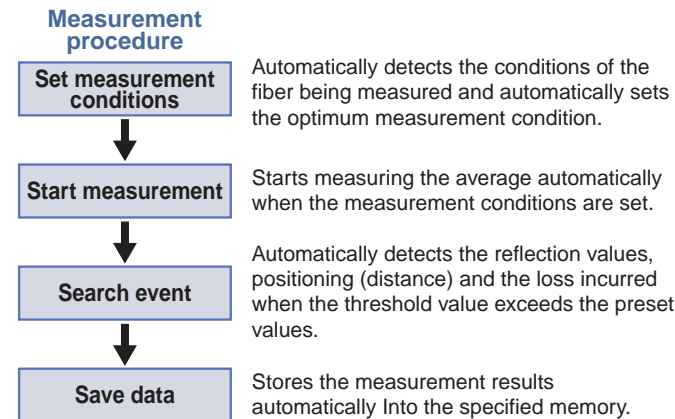 Measurement
procedure
Set measurement
conditions
Automatically detects the conditions of the
fiber being measured and automatically sets
the optimum measurement condition.
Start measurement
Starts measuring the average automatically
when the measurement conditions are set.
Search event
Automatically detects the reflection values,
positioning (distance) and the loss incurred
when the threshold value exceeds the preset
values.
Save data
Stores the measurement results
automatically Into the specified memory.